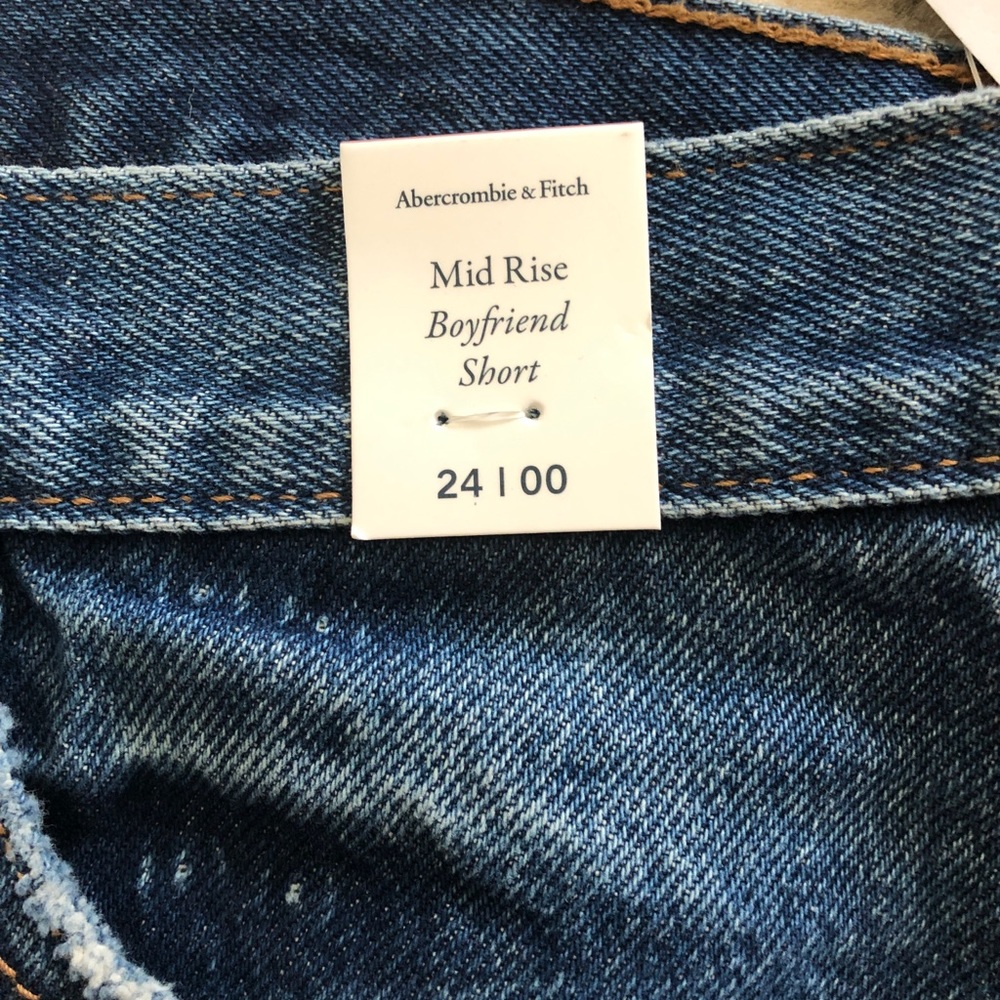 Abercrombie & Fitch
Mid Rise
Boyfriend
Short
24 | 00